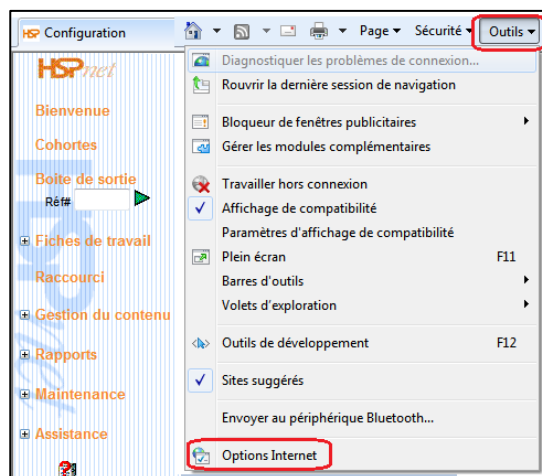 HSP Configuration
Page Sécurité Outils
HSPnet
Bienvenue
Cohortes
Boîte de sortie
Réf#
Fiches de travail
Raccourci
Gestion du contenu
Rapports
Maintenance
Assistance
Diagnostiquer les problèmes de connexion...
Rouvrir la dernière session de navigation
Bloqueur de fenêtres publicitaires
Gérer les modules complémentaires
Travailler hors connexion
Affichage de compatibilité
Paramètres d'affichage de compatibilité
Plein écran F11
Barres d'outils
Volets d'exploration
Outils de développement F12
Sites suggérés
Envoyer au périphérique Bluetooth...
Options Internet